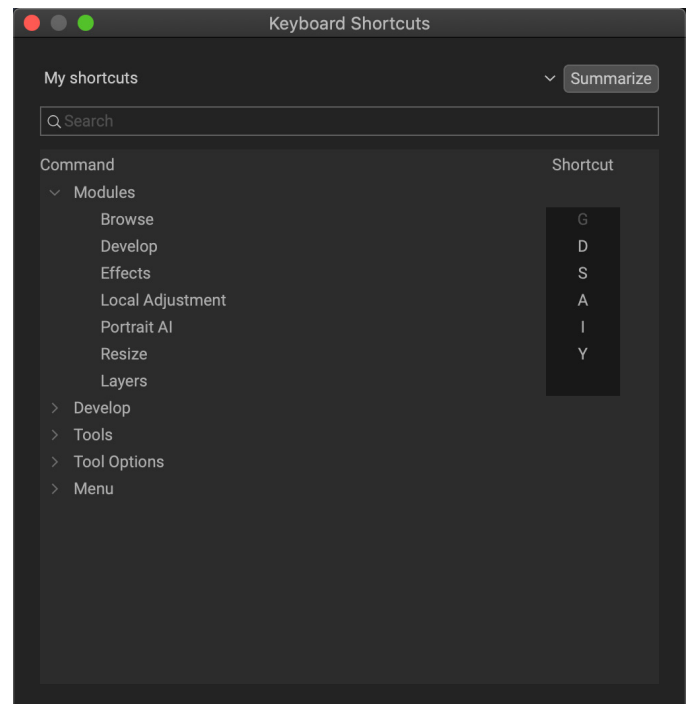 Keyboard Shortcuts
My shortcuts Summarize
Search
Command Shortcut
Modules
Browse G
Develop D
Effects S
Local Adjustment A
Portrait AI I
Resize Y
Layers
Develop
Tools
Tool Options
Menu